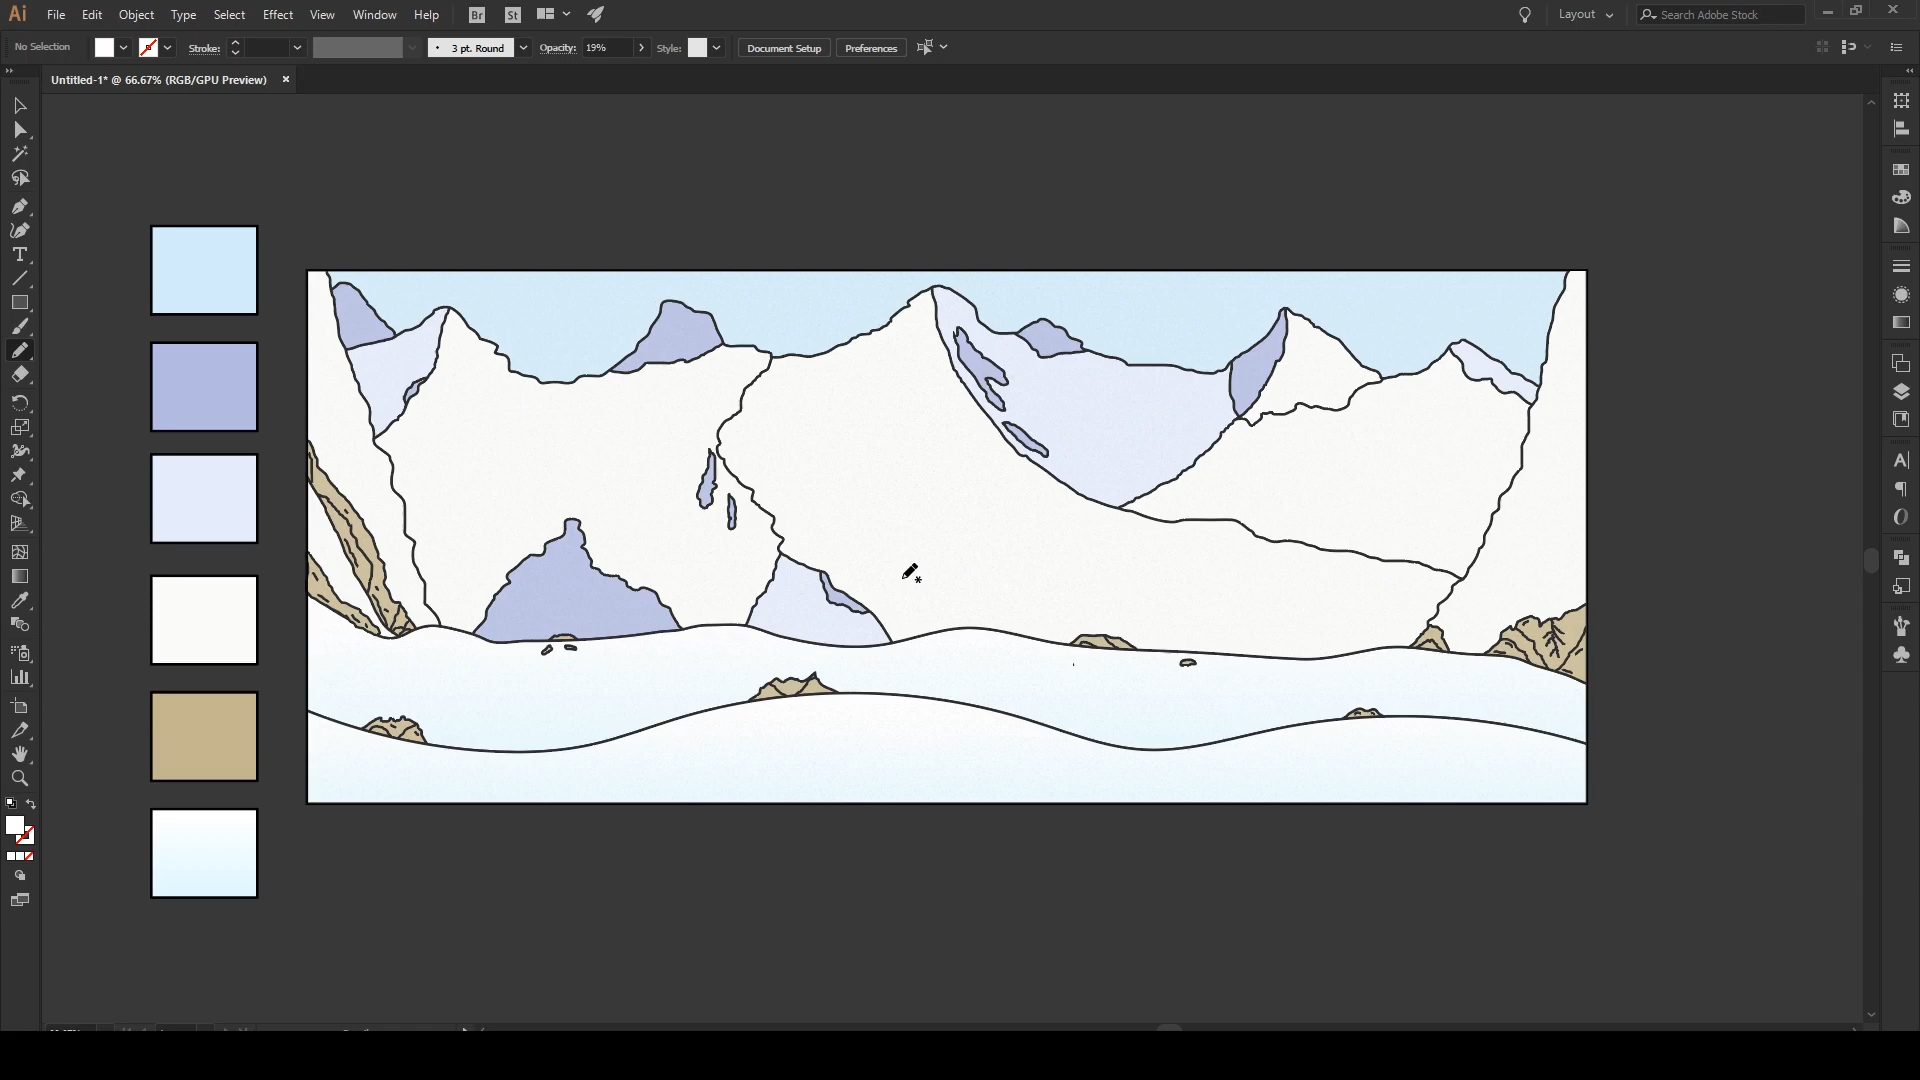 Ai File Edit Object Type Select Effect View Window Help Br St Layout Search Adobe Stock
No Selection Stroke: 3 pt. Round Opacity: 19% Style: Document Setup Preferences
Untitled-1* @ 66.67% (RGB/GPU Preview) ×